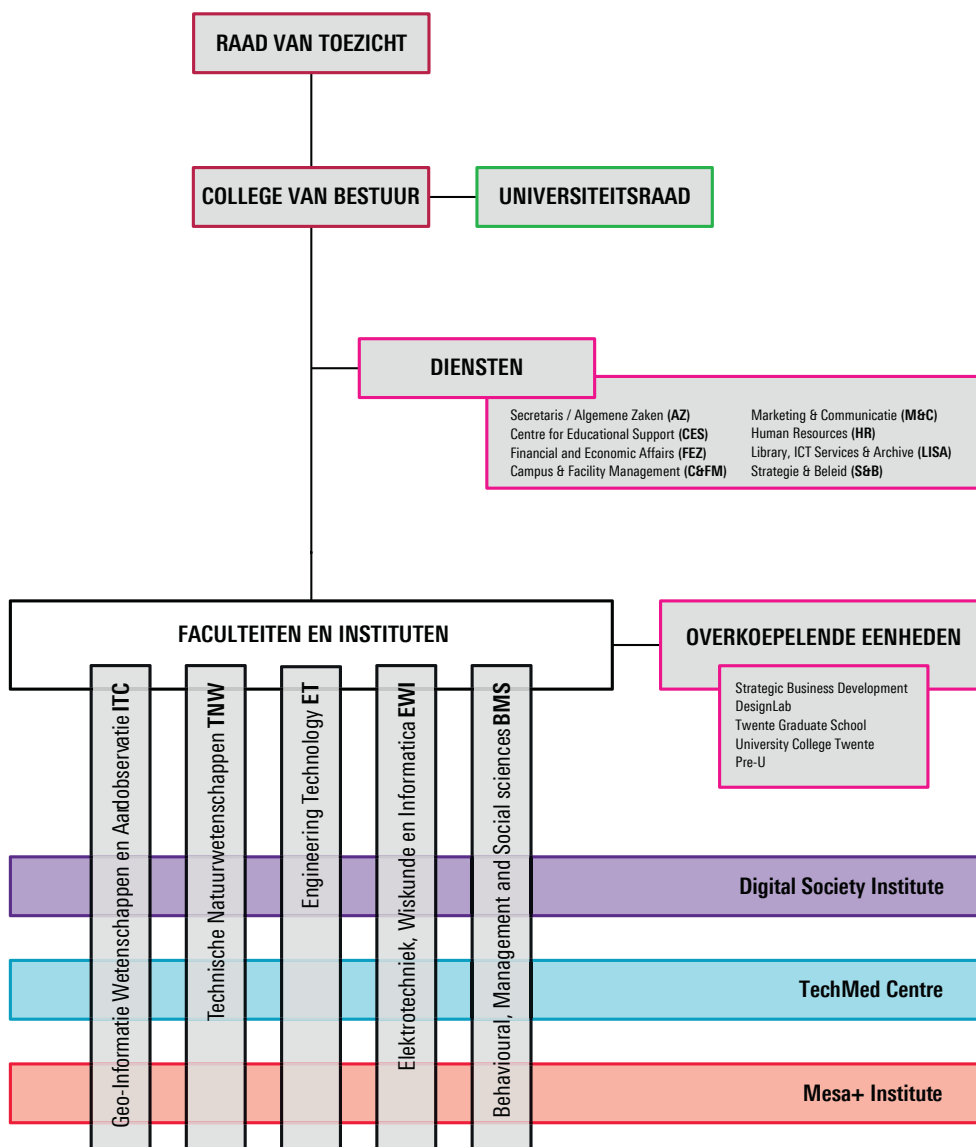 RAAD VAN TOEZICHT
COLLEGE VAN BESTUUR
UNIVERSITEITSRAAD
DIENSTEN
Secretaris / Algemene Zaken (AZ)
Centre for Educational Support (CES)
Financial and Economic Affairs (FEZ)
Campus & Facility Management (C&FM)
Marketing & Communicatie (M&C)
Human Resources (HR)
Library, ICT Services & Archive (LISA)
Strategie & Beleid (S&B)
FACULTEITEN EN INSTITUTEN
OVERKOEPELENDE EENHEDEN
Strategic Business Development
DesignLab
Twente Graduate School
University College Twente
Pre-U
Geo-Informatie Wetenschappen en Aardobservatie ITC
Technische Natuurwetenschappen TNW
Engineering Technology ET
Elektrotechniek, Wiskunde en Informatica EWI
Behavioural, Management and Social sciences BMS
Digital Society Institute
TechMed Centre
Mesa+ Institute